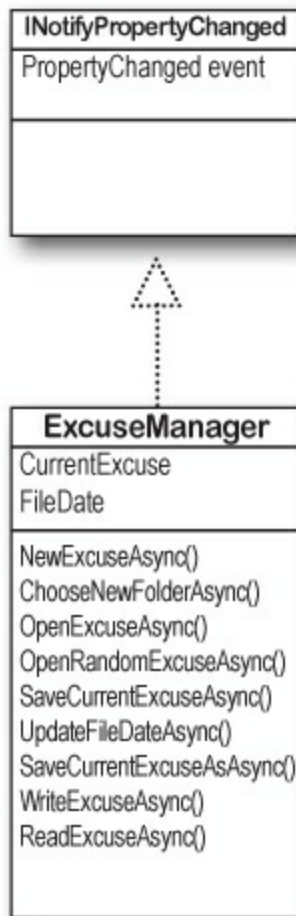 INotifyPropertyChanged
PropertyChanged event
ExcuseManager
CurrentExcuse
FileDate
NewExcuseAsync()
ChooseNewFolderAsync()
OpenExcuseAsync()
OpenRandomExcuseAsync()
SaveCurrentExcuseAsync()
UpdateFileDateAsync()
SaveCurrentExcuseAsAsync()
WriteExcuseAsync()
ReadExcuseAsync()